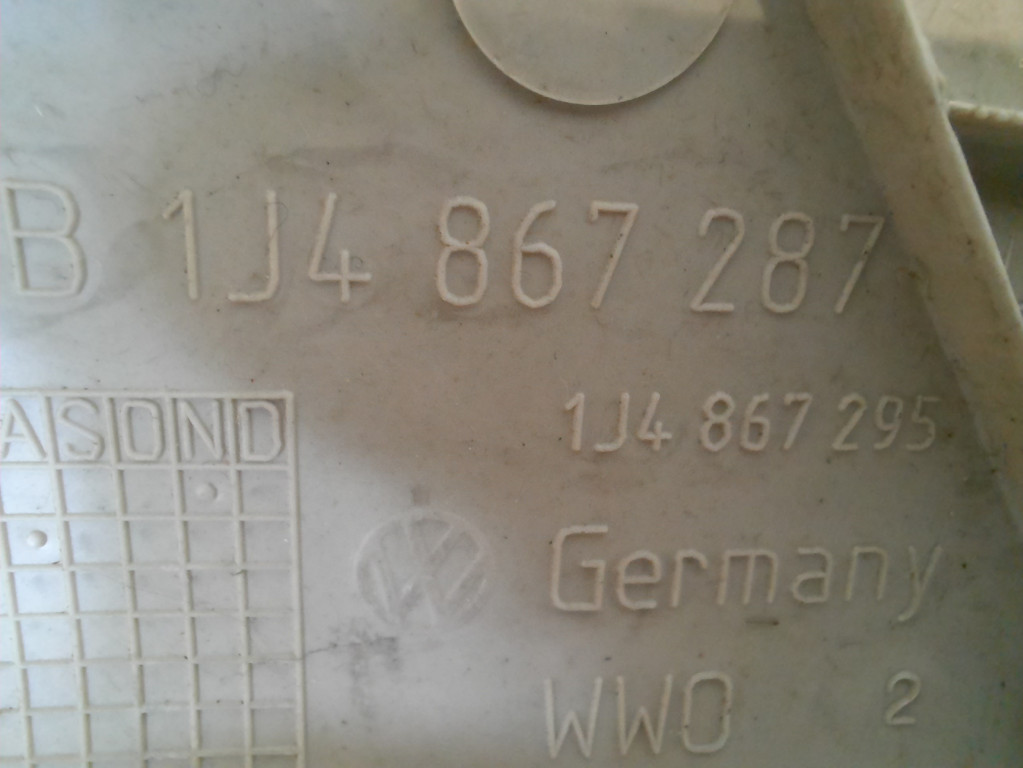 B 1J4 867 287
1J4 867 295
ASOND
Germany
WWO 2